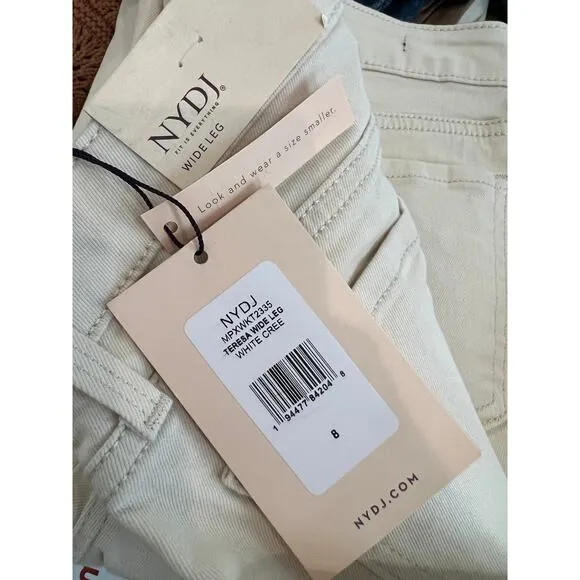 NYDJ®
FIT IS EVERYTHING
WIDE LEG
Look and wear a size smaller.
NYDJ
MPXWKT2335
TERESA WIDE LEG
WHITE CREE
1 94477 84204 8
8
NYDJ.COM